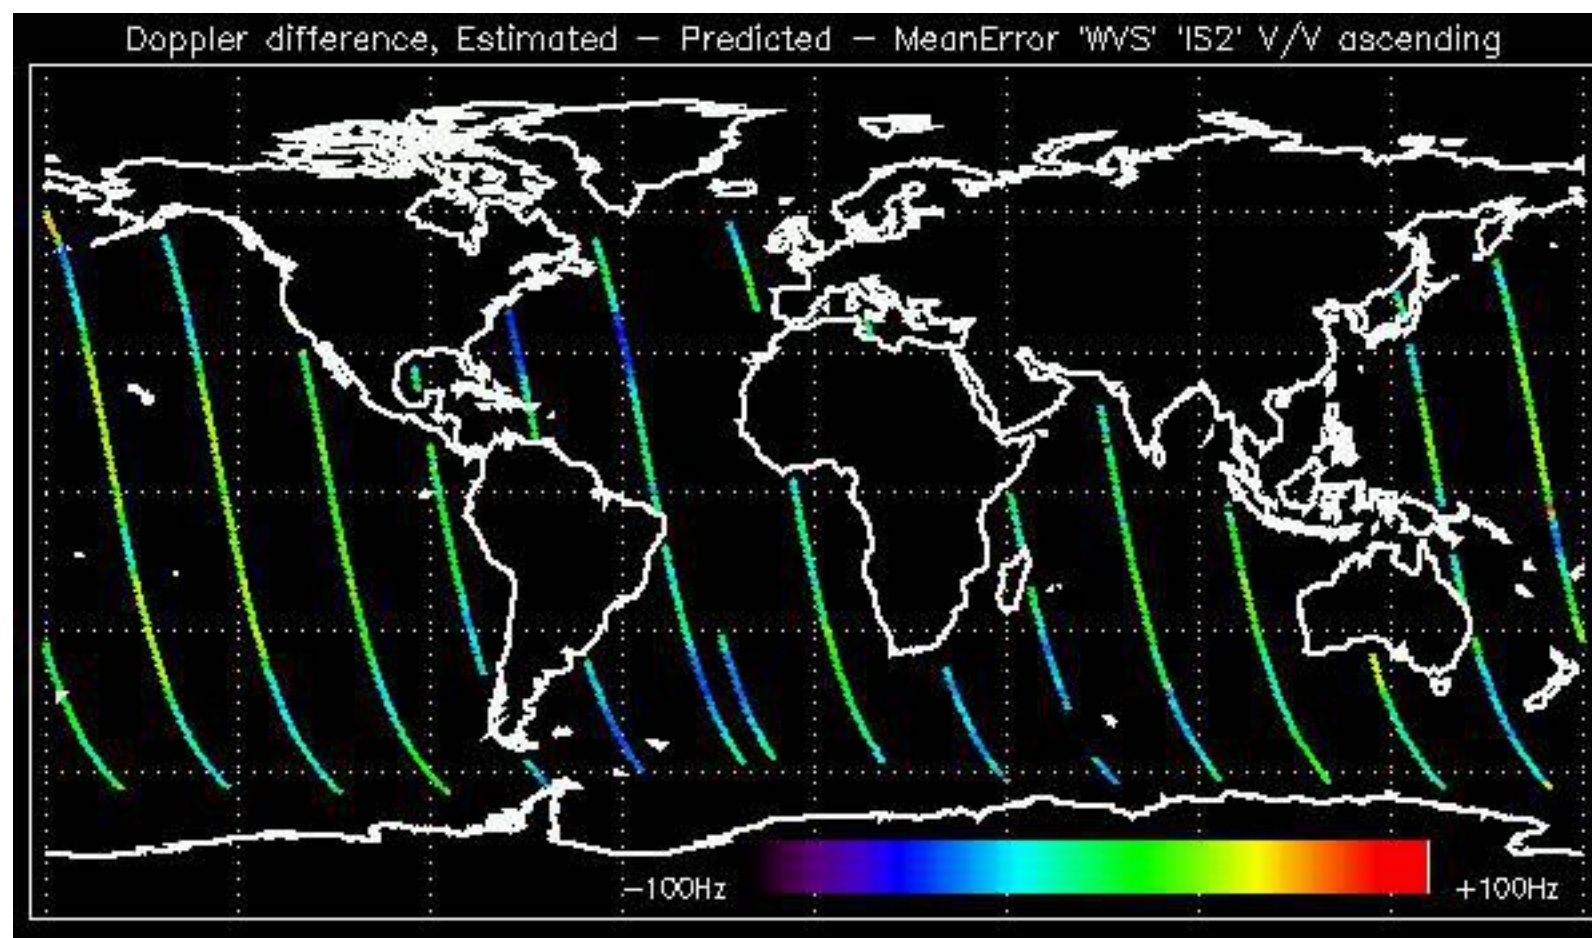 Doppler difference, Estimated − Predicted − MeanError 'WVS' 'IS2' V/V ascending
−100Hz
+100Hz